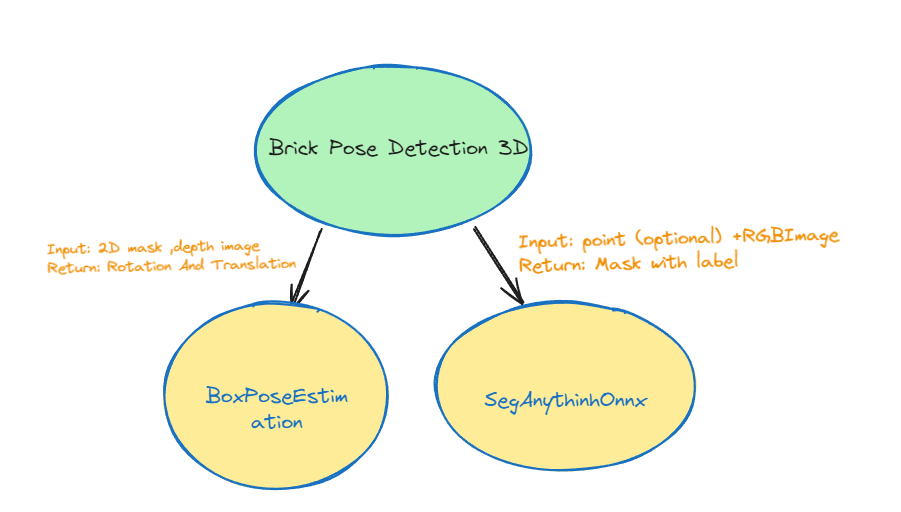 Brick Pose Detection 3D
Input: 2D mask ,depth image
Return: Rotation And Translation
Input: point (optional) +RGBImage
Return: Mask with label
BoxPoseEstim
ation
SegAnythinhOnnx